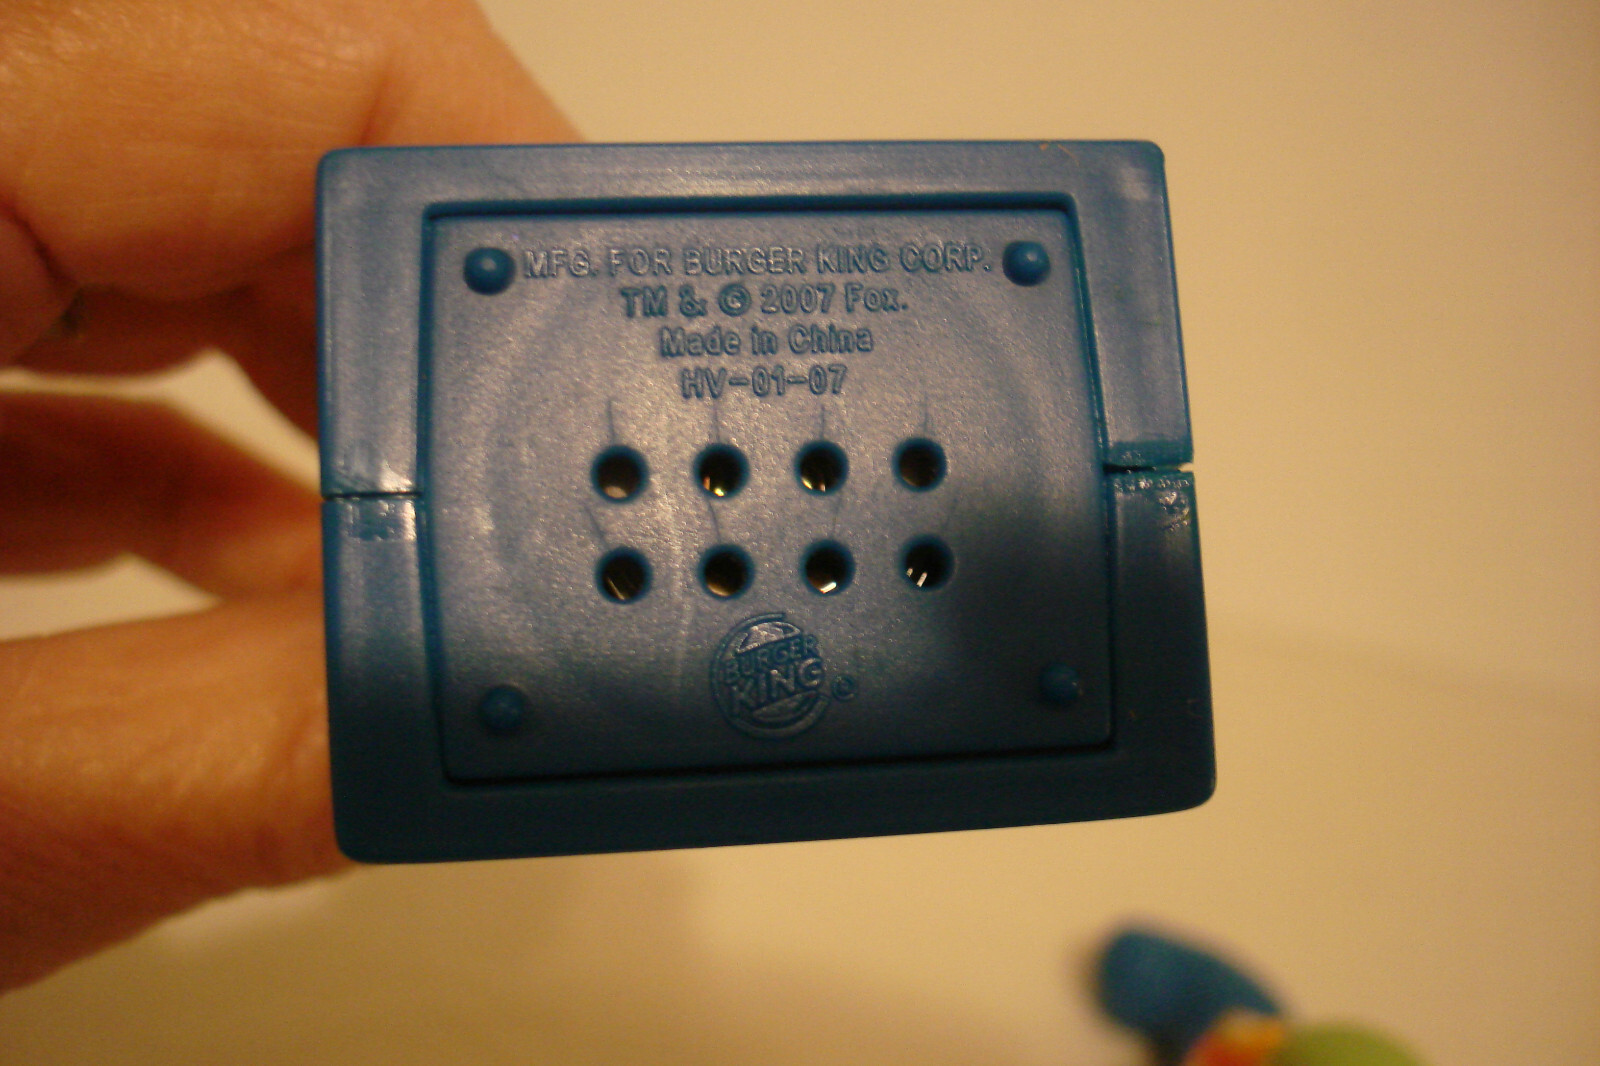 MFG. FOR BURGER KING CORP.
TM & © 2007 Fox.
Made in China
HV-01-07
BURGER
KING ®